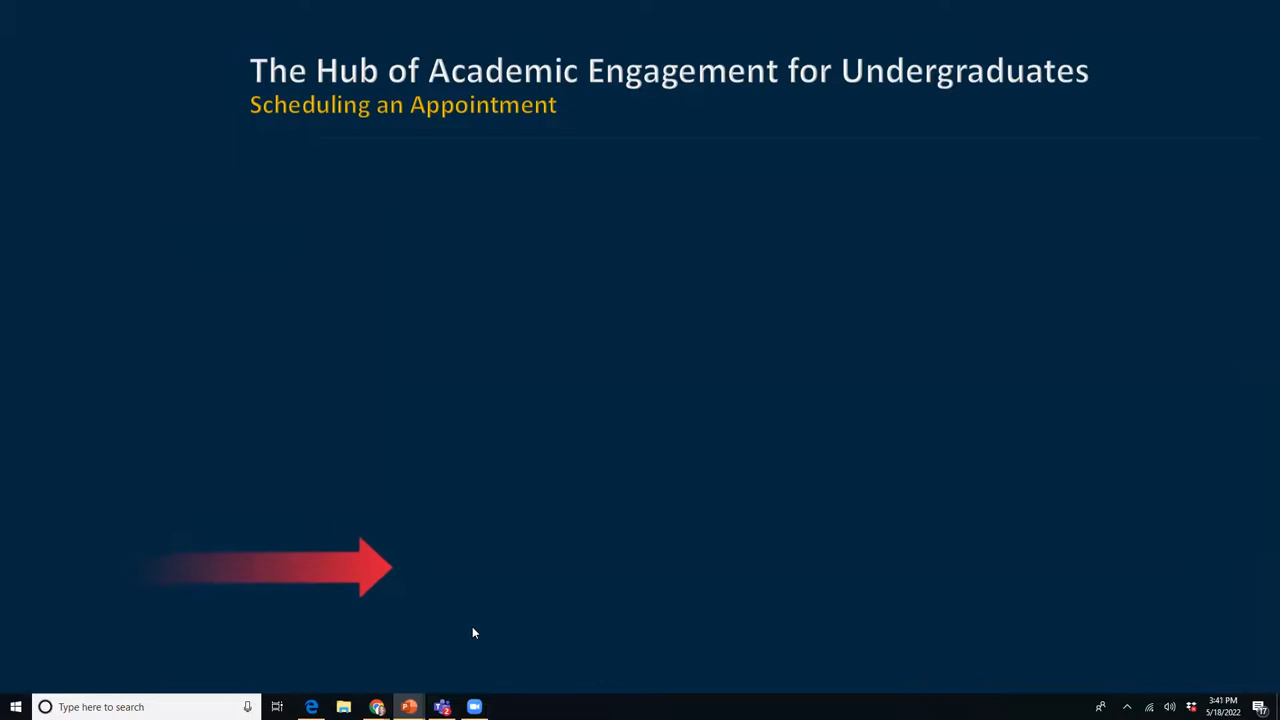 The Hub of Academic Engagement for Undergraduates
Scheduling an Appointment
Type here to search
3:41 PM
5/18/2022